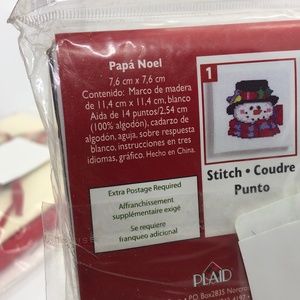 Papá Noel
7,6 cm x 7,6 cm
Contenido: Marco de madera
de 11,4 cm x 11,4 cm, blanco
Aida de 14 puntos/2,54 cm
(100% algodón), cadarzo de
algodón, aguja, sobre respuesta
blanco, instrucciones en tres
idiomas, gráfico. Hecho en China.
1
Stitch • Coudre
Punto
Extra Postage Required
Affranchissement
supplémentaire exigé
Se requiere
franqueo adicional
PLAID
P.O. Box 2835 Norcro